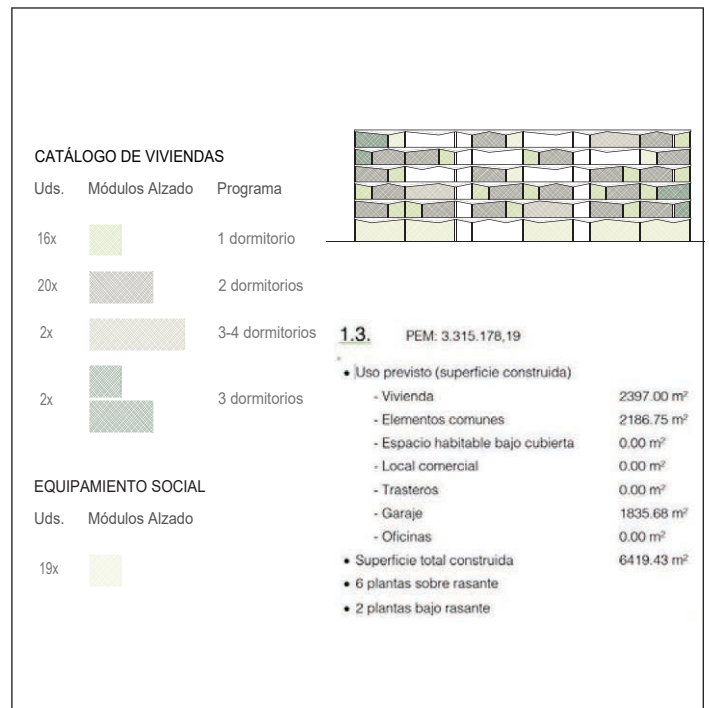 CATÁLOGO DE VIVIENDAS
Uds. Módulos Alzado Programa
16x 1 dormitorio
20x 2 dormitorios
2x 3-4 dormitorios
2x 3 dormitorios
EQUIPAMIENTO SOCIAL
Uds. Módulos Alzado
19x
1.3. PEM: 3.315.178,19
• Uso previsto (superficie construida)
- Vivienda 2397.00 m²
- Elementos comunes 2186.75 m²
- Espacio habitable bajo cubierta 0.00 m²
- Local comercial 0.00 m²
- Trasteros 0.00 m²
- Garaje 1835.68 m²
- Oficinas 0.00 m²
• Superficie total construida 6419.43 m²
• 6 plantas sobre rasante
• 2 plantas bajo rasante